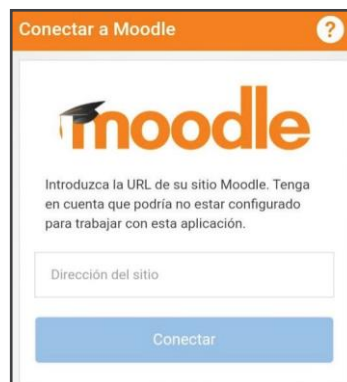 Conectar a Moodle ?
moodle
Introduzca la URL de su sitio Moodle. Tenga
en cuenta que podría no estar configurado
para trabajar con esta aplicación.
Dirección del sitio
Conectar